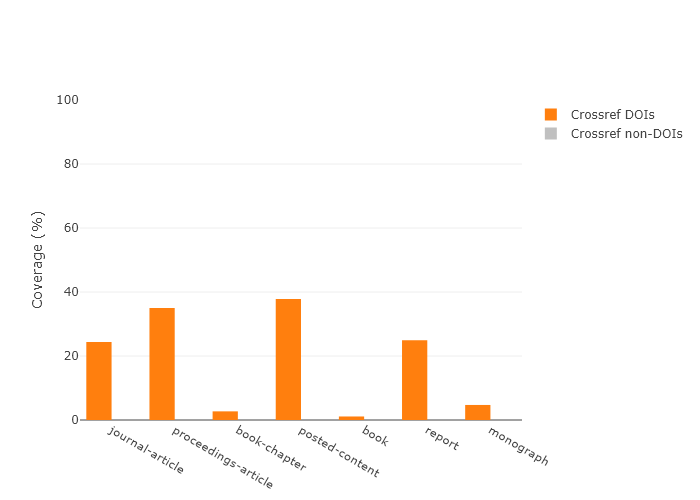 100
80
60
40
20
0
Coverage (%)
journal-article
proceedings-article
book-chapter
posted-content
book
report
monograph
Crossref DOIs
Crossref non-DOIs